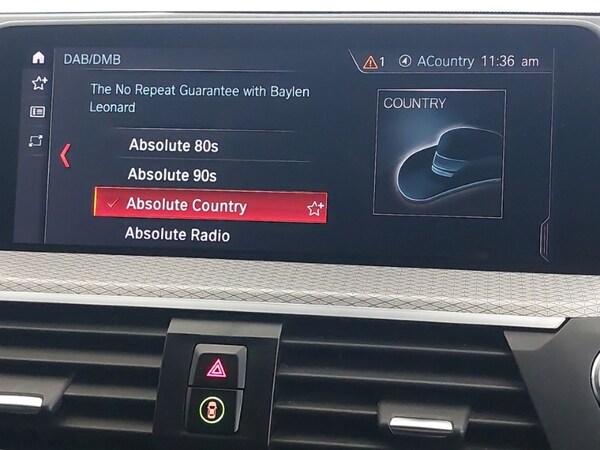 DAB/DMB
1 ACountry 11:36 am
The No Repeat Guarantee with Baylen
Leonard
COUNTRY
Absolute 80s
Absolute 90s
Absolute Country
Absolute Radio